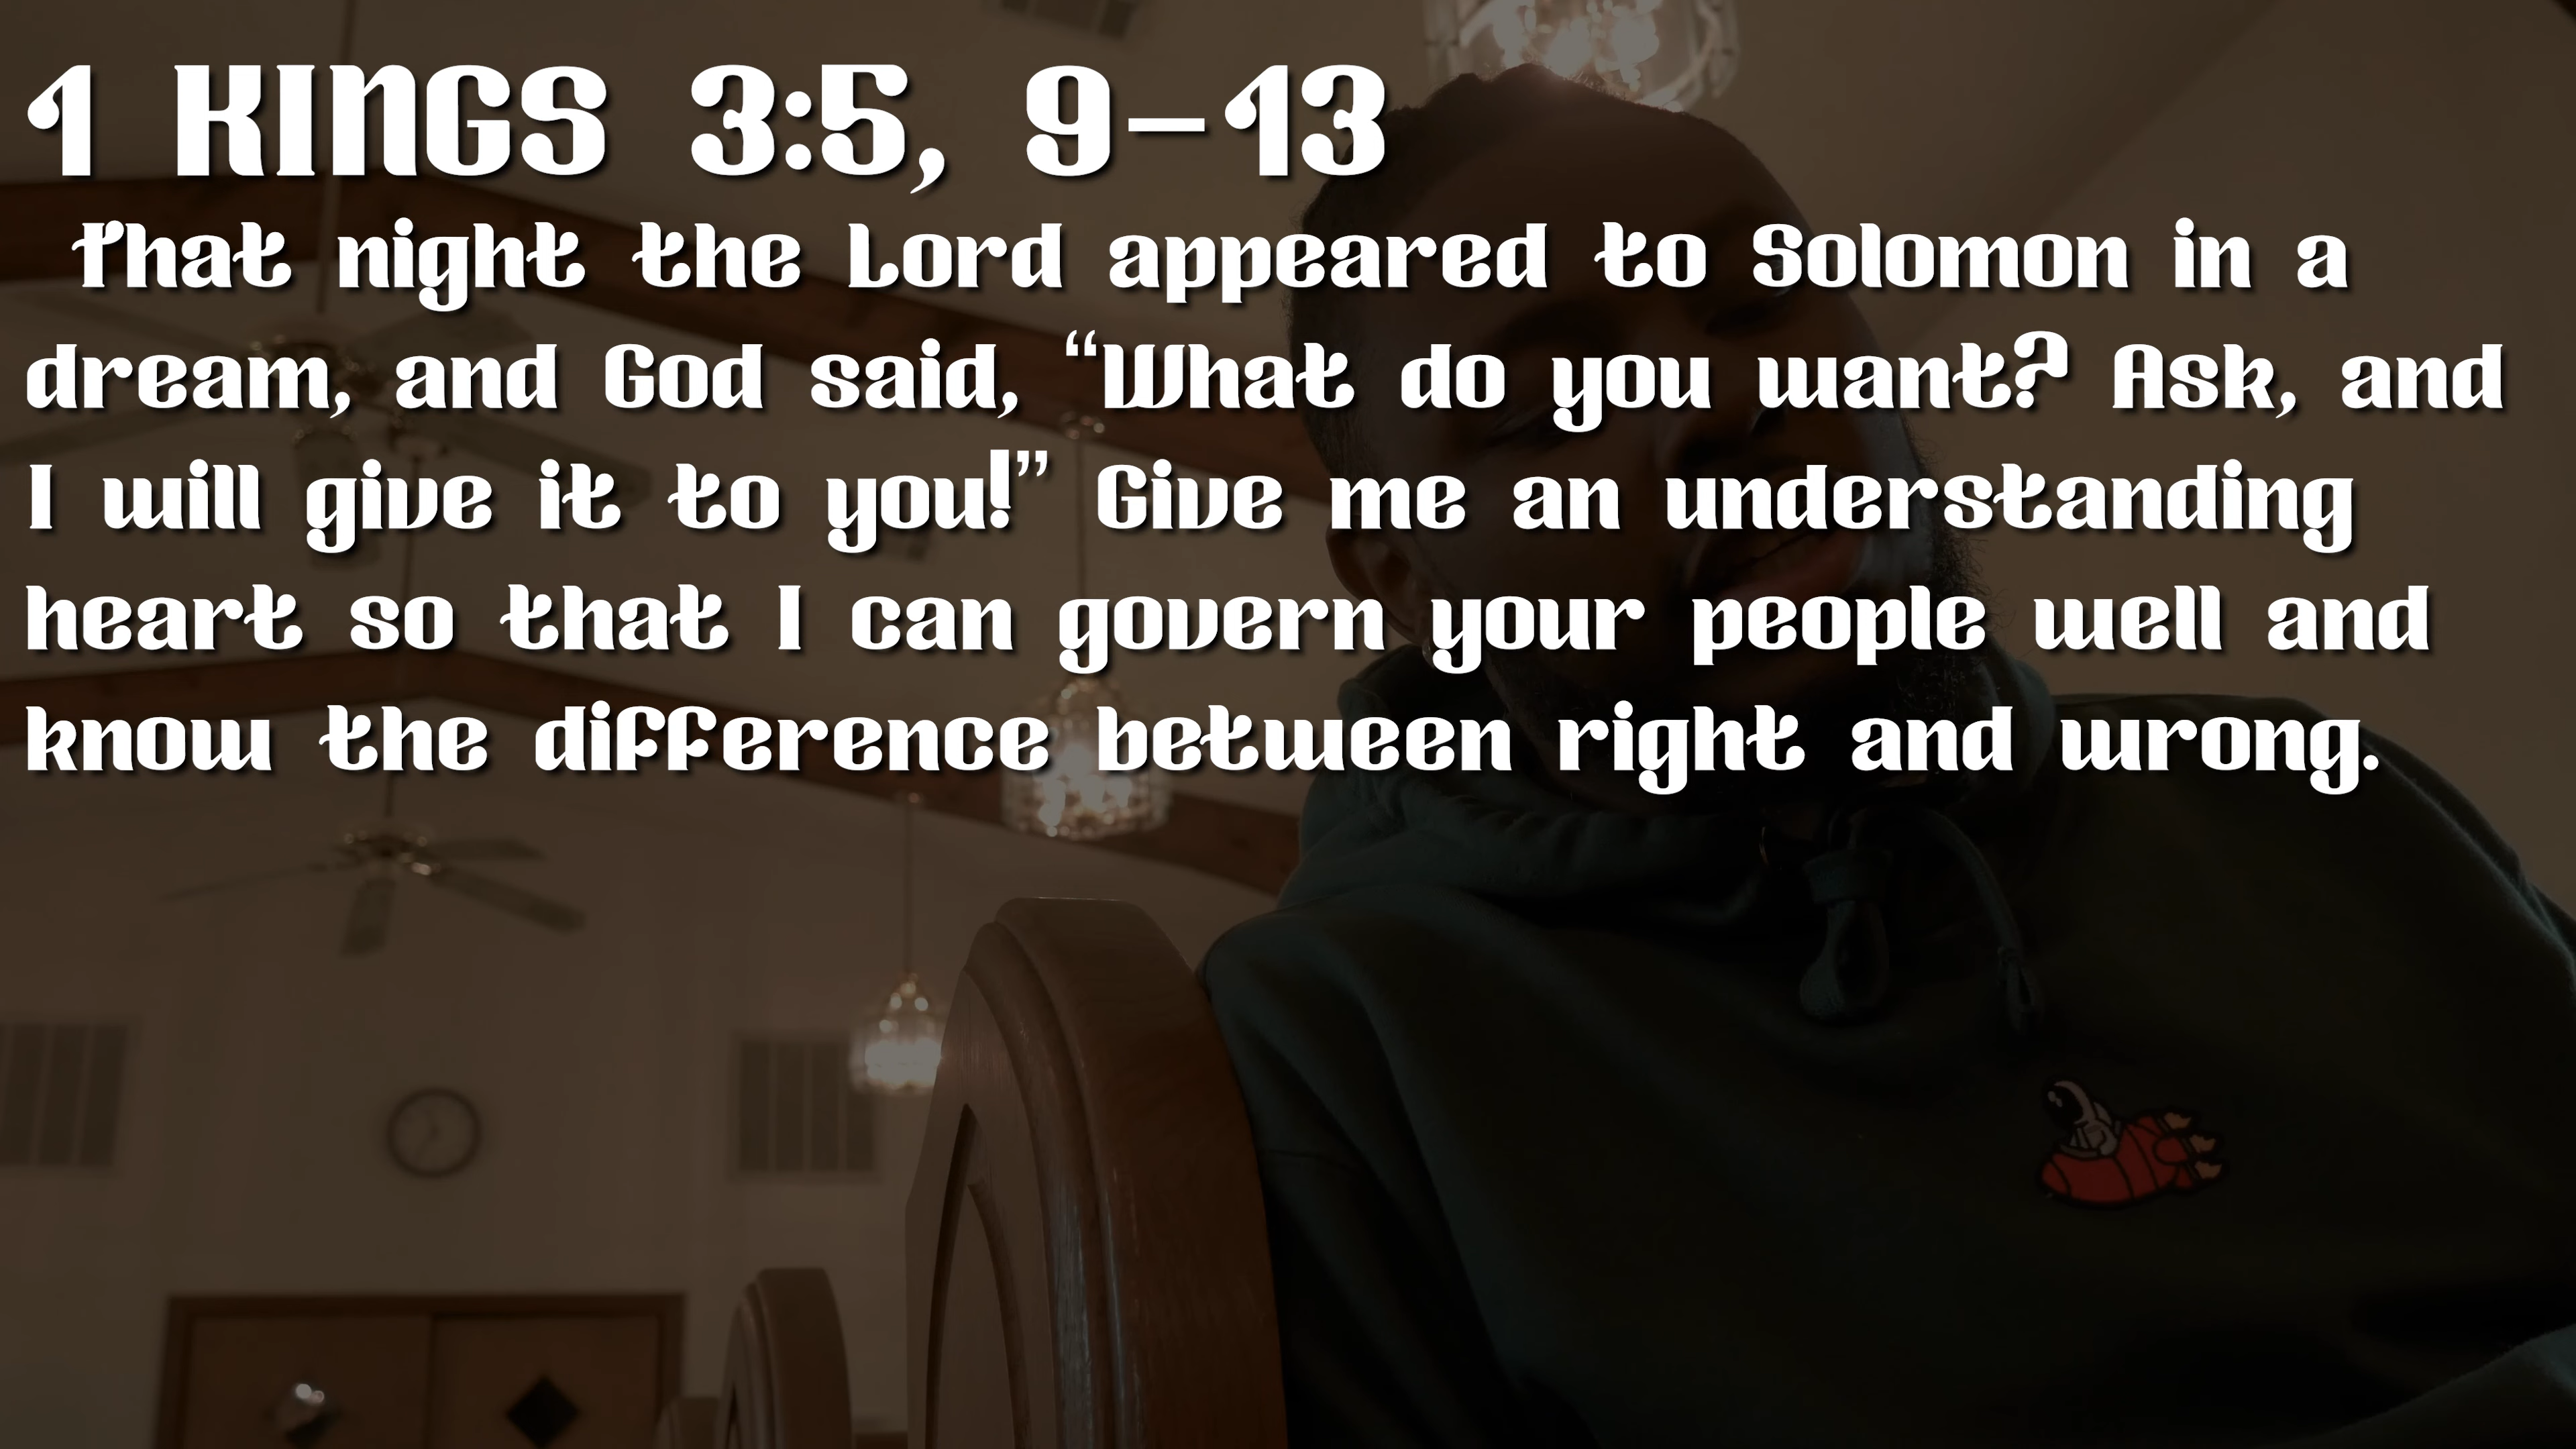 1 KINGS 3:5, 9–13
That night the Lord appeared to Solomon in a
dream, and God said, “What do you want? Ask, and
I will give it to you!” Give me an understanding
heart so that I can govern your people well and
know the difference between right and wrong.